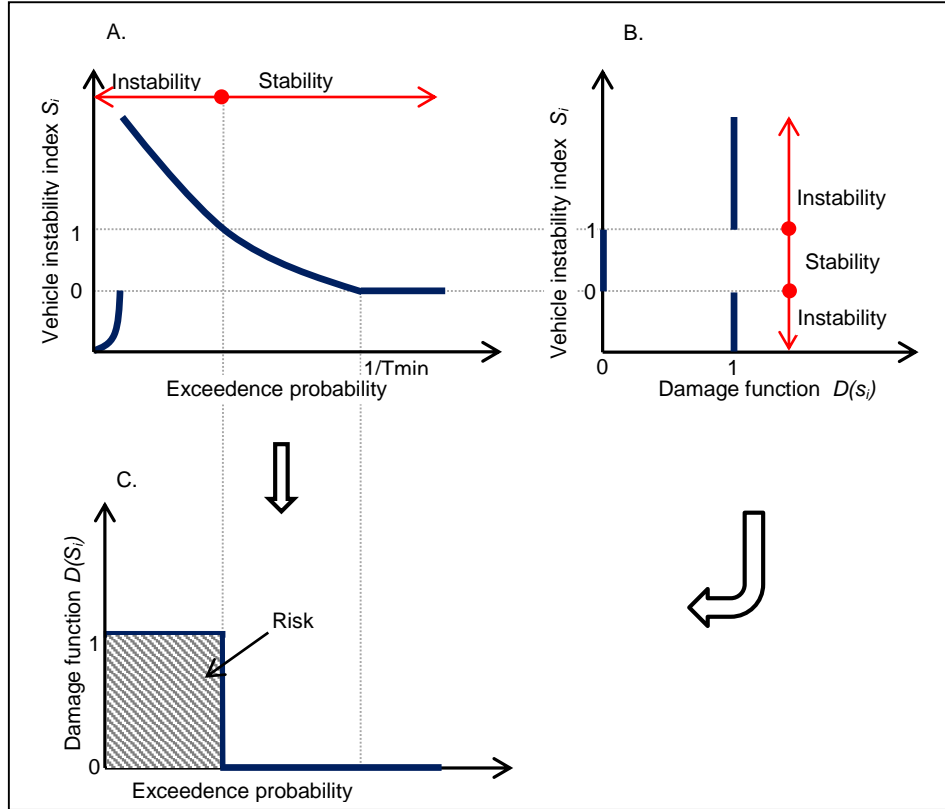 A.
Instability
Stability
Vehicle instability index Si
1
0
1/Tmin
Exceedence probability
B.
Vehicle instability index Si
Instability
1
Stability
0
Instability
0
1
Damage function D(si)
C.
Damage function D(Si)
Risk
1
0
Exceedence probability